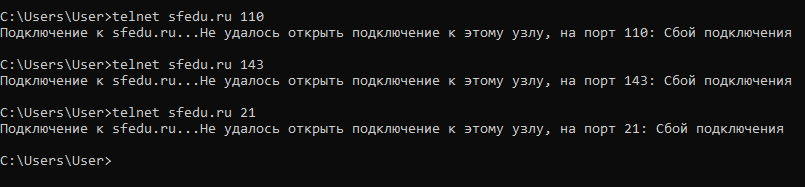 C:\Users\User>telnet sfedu.ru 110
Подключение к sfedu.ru...Не удалось открыть подключение к этому узлу, на порт 110: Сбой подключения
C:\Users\User>telnet sfedu.ru 143
Подключение к sfedu.ru...Не удалось открыть подключение к этому узлу, на порт 143: Сбой подключения
C:\Users\User>telnet sfedu.ru 21
Подключение к sfedu.ru...Не удалось открыть подключение к этому узлу, на порт 21: Сбой подключения
C:\Users\User>